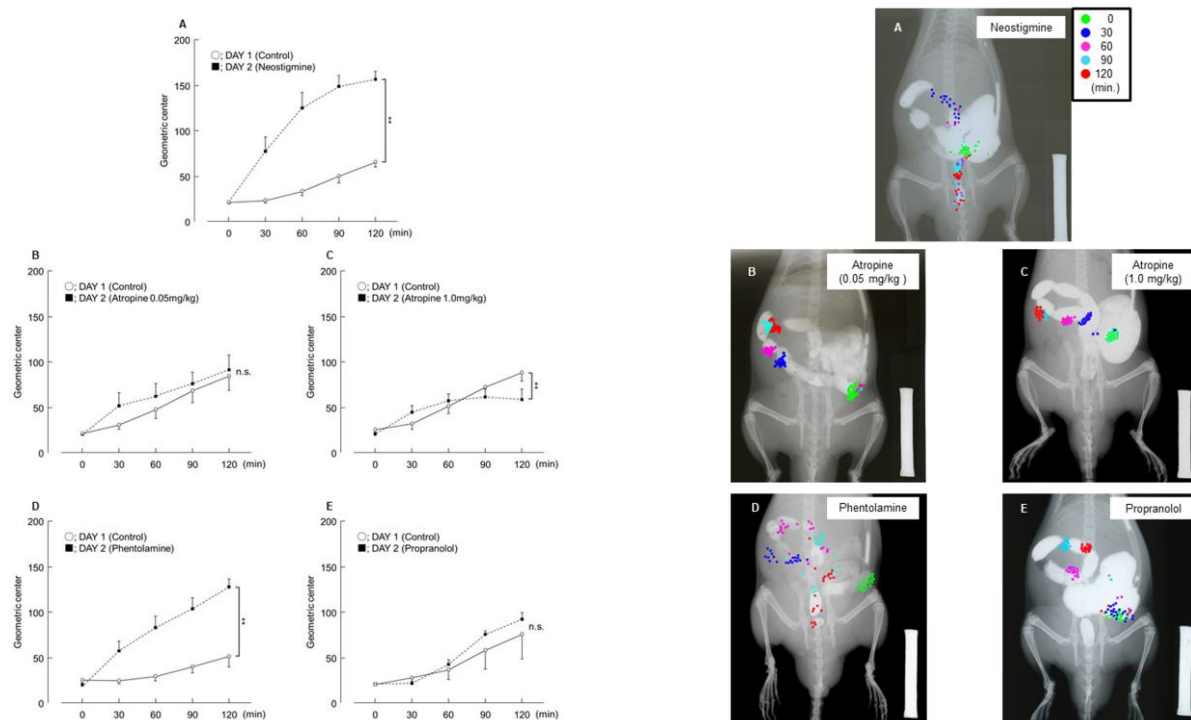 A
Geometric center
200
150
100
50
0
○; DAY 1 (Control)
■; DAY 2 (Neostigmine)
**
0 30 60 90 120 (min)
B
Geometric center
200
150
100
50
0
○; DAY 1 (Control)
■; DAY 2 (Atropine 0.05mg/kg)
n.s.
0 30 60 90 120 (min)
C
Geometric center
200
150
100
50
0
○; DAY 1 (Control)
■; DAY 2 (Atropine 1.0mg/kg)
**
0 30 60 90 120 (min)
D
Geometric center
200
150
100
50
0
○; DAY 1 (Control)
■; DAY 2 (Phentolamine)
**
0 30 60 90 120 (min)
E
Geometric center
200
150
100
50
0
○; DAY 1 (Control)
■; DAY 2 (Propranolol)
n.s.
0 30 60 90 120 (min)
A
Neostigmine
0
30
60
90
120
(min.)
B
Atropine
(0.05 mg/kg )
C
Atropine
(1.0 mg/kg)
D
Phentolamine
E
Propranolol